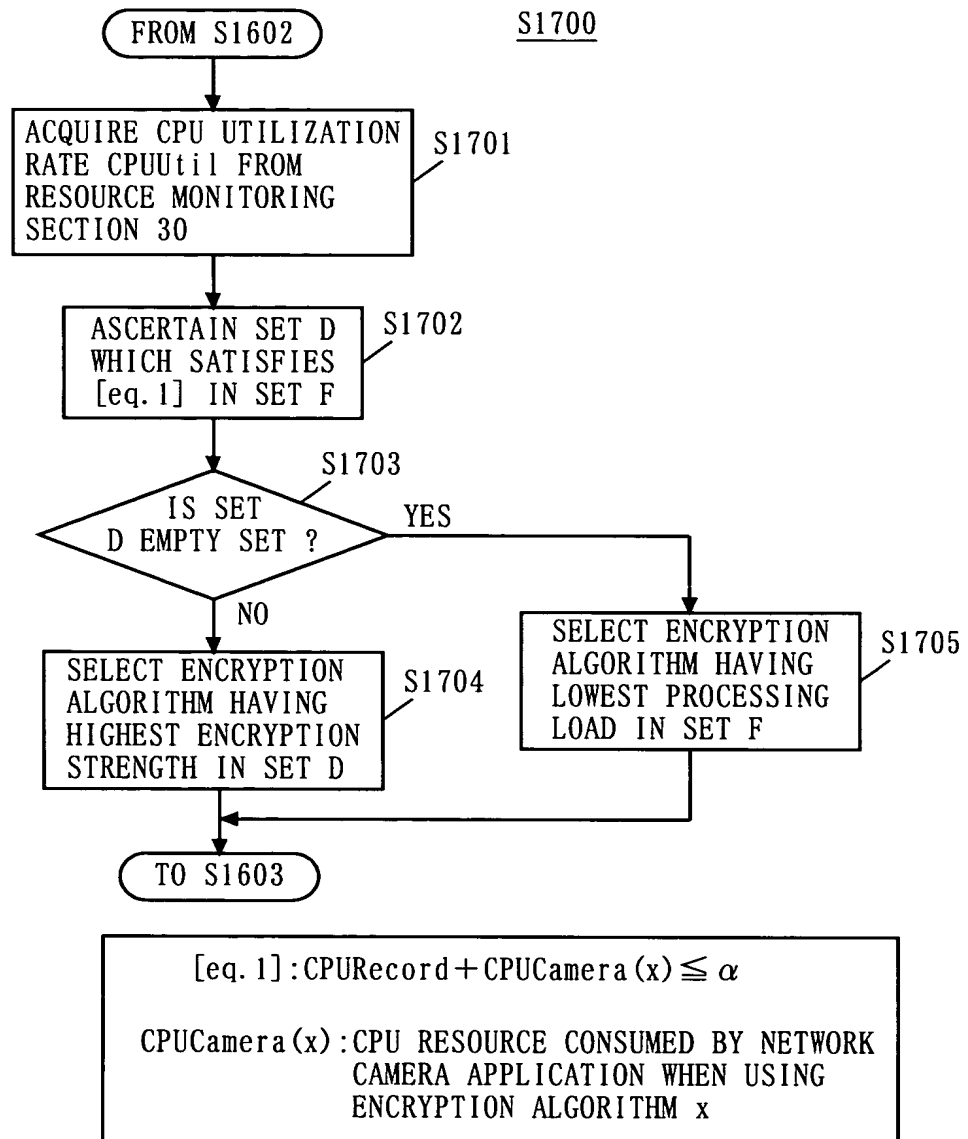 FROM S1602
S1700
ACQUIRE CPU UTILIZATION
RATE CPUUtil FROM
RESOURCE MONITORING
SECTION 30
S1701
ASCERTAIN SET D
WHICH SATISFIES
[eq.1] IN SET F
S1702
IS SET
D EMPTY SET ?
S1703
YES
NO
SELECT ENCRYPTION
ALGORITHM HAVING
HIGHEST ENCRYPTION
STRENGTH IN SET D
S1704
SELECT ENCRYPTION
ALGORITHM HAVING
LOWEST PROCESSING
LOAD IN SET F
S1705
TO S1603
[eq.1]:CPURecord+CPUCamera(x)≦α
CPUCamera(x):CPU RESOURCE CONSUMED BY NETWORK
CAMERA APPLICATION WHEN USING
ENCRYPTION ALGORITHM x